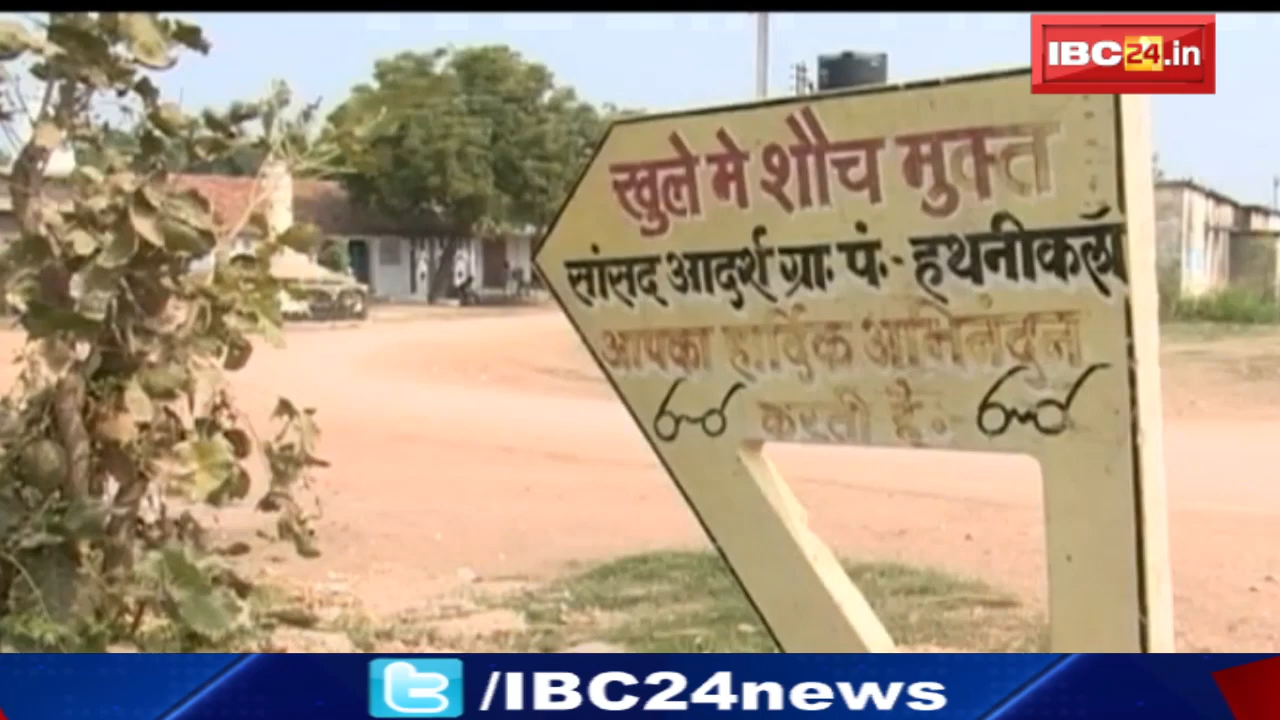 IBC24.in
खुले मे शौच मुक्त
सांसद आदर्श ग्रा. पं.- हथनीकलॉ
आपका हार्दिक अभिनंदन
करती है.
/IBC24news